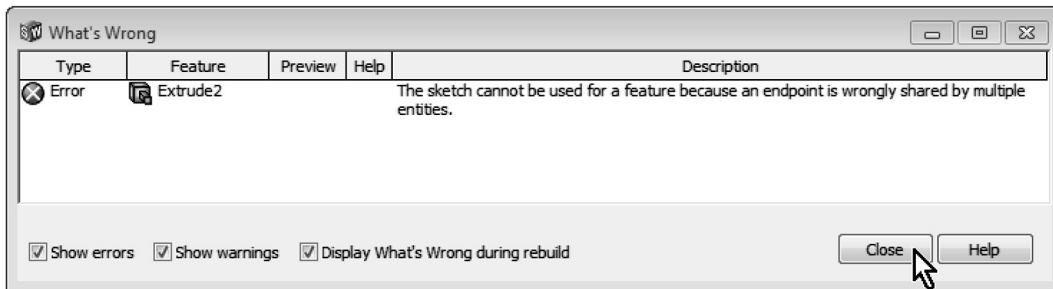 What's Wrong
Type Feature Preview Help Description
Error Extrude2 The sketch cannot be used for a feature because an endpoint is wrongly shared by multiple
entities.
Show errors Show warnings Display What's Wrong during rebuild Close Help